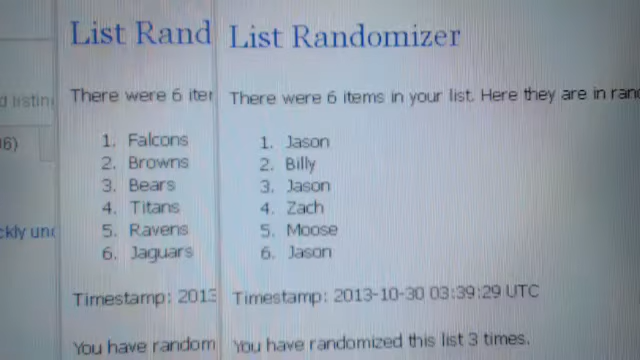 List Rand
There were 6 iter
1. Falcons
2. Browns
3. Bears
4. Titans
5. Ravens
6. Jaguars
Timestamp: 2013
You have random
List Randomizer
There were 6 items in your list. Here they are in rand
1. Jason
2. Billy
3. Jason
4. Zach
5. Moose
6. Jason
Timestamp: 2013-10-30 03:39:29 UTC
You have randomized this list 3 times.
d listin
6)
ckly und